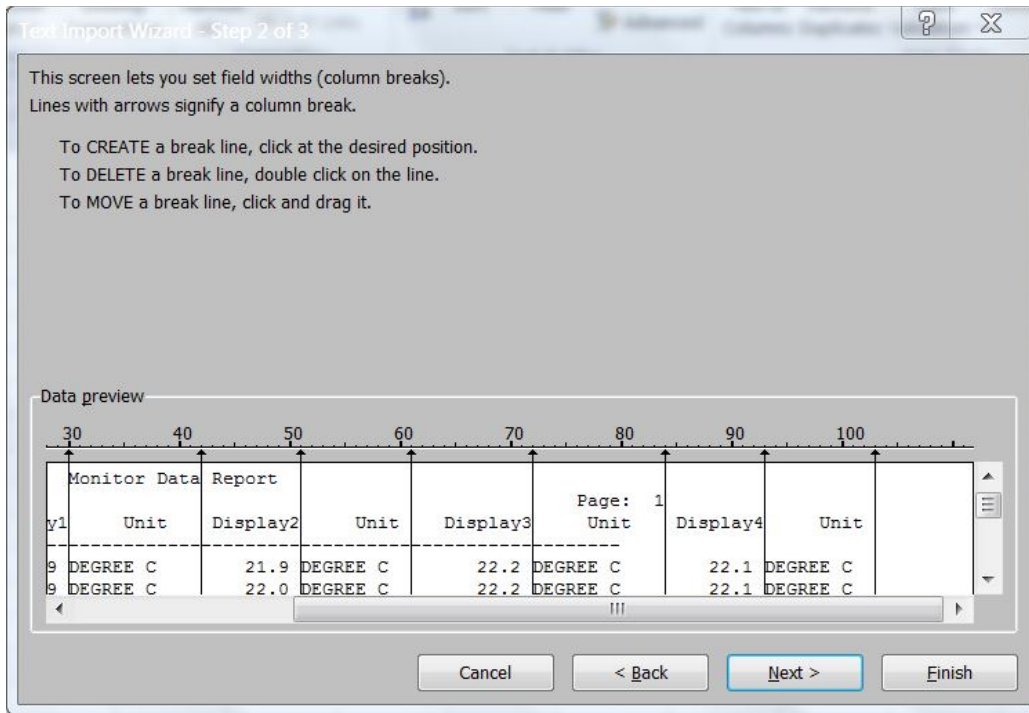 Text Import Wizard - Step 2 of 3
This screen lets you set field widths (column breaks).
Lines with arrows signify a column break.
To CREATE a break line, click at the desired position.
To DELETE a break line, double click on the line.
To MOVE a break line, click and drag it.
Data preview
30 40 50 60 70 80 90 100
Monitor Data Report
Page: 1
y1 Unit Display2 Unit Display3 Unit Display4 Unit
----------------------------------------------------
9 DEGREE C 21.9 DEGREE C 22.2 DEGREE C 22.1 DEGREE C
9 DEGREE C 22.0 DEGREE C 22.2 DEGREE C 22.1 DEGREE C
Cancel < Back Next > Finish